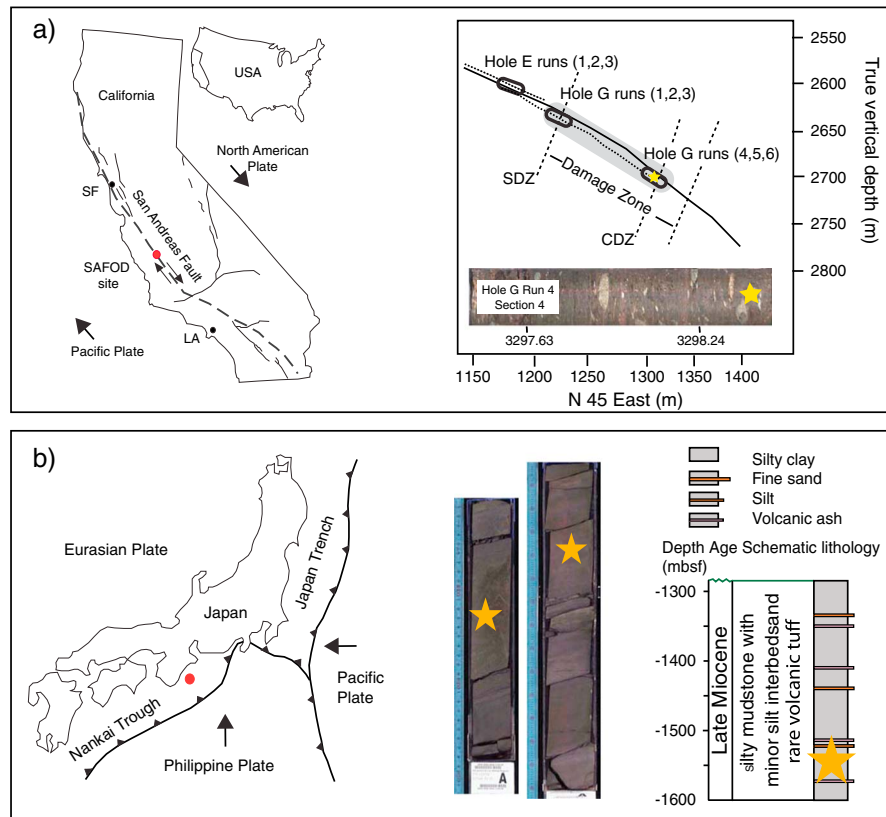 a)
California
USA
North American
Plate
SF
San Andreas Fault
SAFOD
site
Pacific Plate
LA
Hole E runs (1,2,3)
Hole G runs (1,2,3)
Hole G runs (4,5,6)
SDZ
Damage Zone
CDZ
Hole G Run 4
Section 4
3297.63
3298.24
2550
2600
2650
2700
2750
2800
True vertical depth (m)
1150
1200
1250
1300
1350
1400
N 45 East (m)
b)
Eurasian Plate
Japan
Japan Trench
Pacific
Plate
Nankai Trough
Philippine Plate
A
Silty clay
Fine sand
Silt
Volcanic ash
Depth Age Schematic lithology
(mbsf)
-1300
-1400
-1500
-1600
Late Miocene
silty mudstone with
minor silt interbedsand
rare volcanic tuff